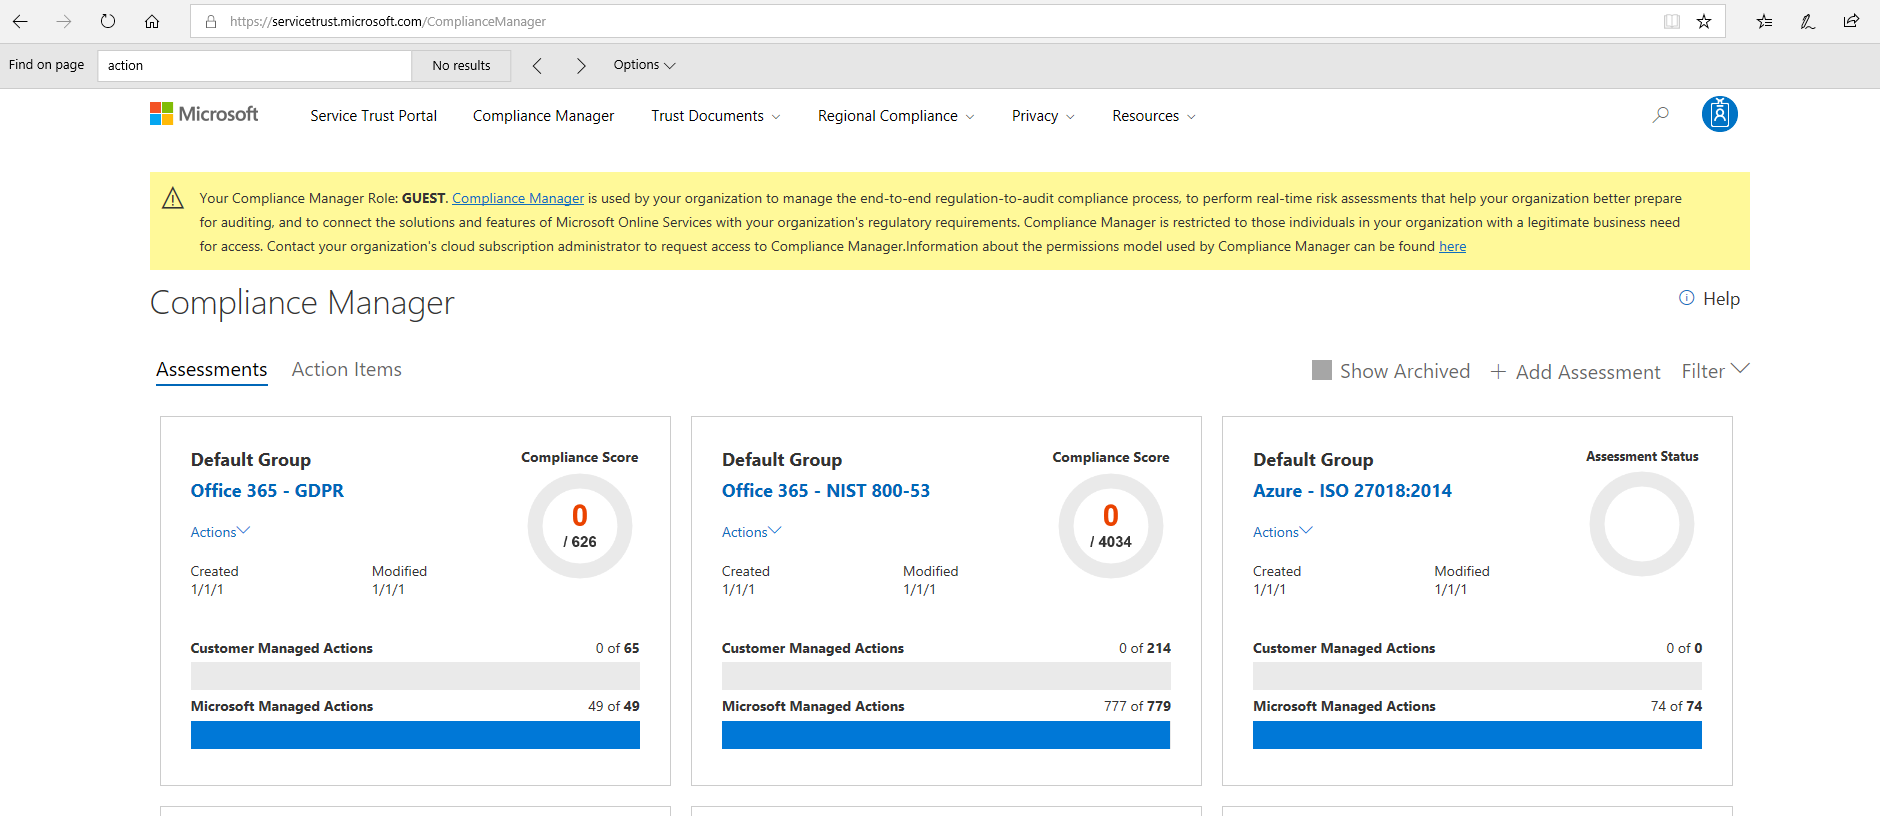 https://servicetrust.microsoft.com/ComplianceManager
Find on page action No results Options
Microsoft Service Trust Portal Compliance Manager Trust Documents Regional Compliance Privacy Resources
Your Compliance Manager Role: GUEST. Compliance Manager is used by your organization to manage the end-to-end regulation-to-audit compliance process, to perform real-time risk assessments that help your organization better prepare
for auditing, and to connect the solutions and features of Microsoft Online Services with your organization's regulatory requirements. Compliance Manager is restricted to those individuals in your organization with a legitimate business need
for access. Contact your organization's cloud subscription administrator to request access to Compliance Manager.Information about the permissions model used by Compliance Manager can be found here
Compliance Manager
Help
Assessments Action Items
Show Archived + Add Assessment Filter
Default Group
Compliance Score
Office 365 - GDPR
0
/ 626
Actions
Created Modified
1/1/1 1/1/1
Customer Managed Actions 0 of 65
Microsoft Managed Actions 49 of 49
Default Group
Compliance Score
Office 365 - NIST 800-53
0
/ 4034
Actions
Created Modified
1/1/1 1/1/1
Customer Managed Actions 0 of 214
Microsoft Managed Actions 777 of 779
Default Group
Assessment Status
Azure - ISO 27018:2014
Actions
Created Modified
1/1/1 1/1/1
Customer Managed Actions 0 of 0
Microsoft Managed Actions 74 of 74